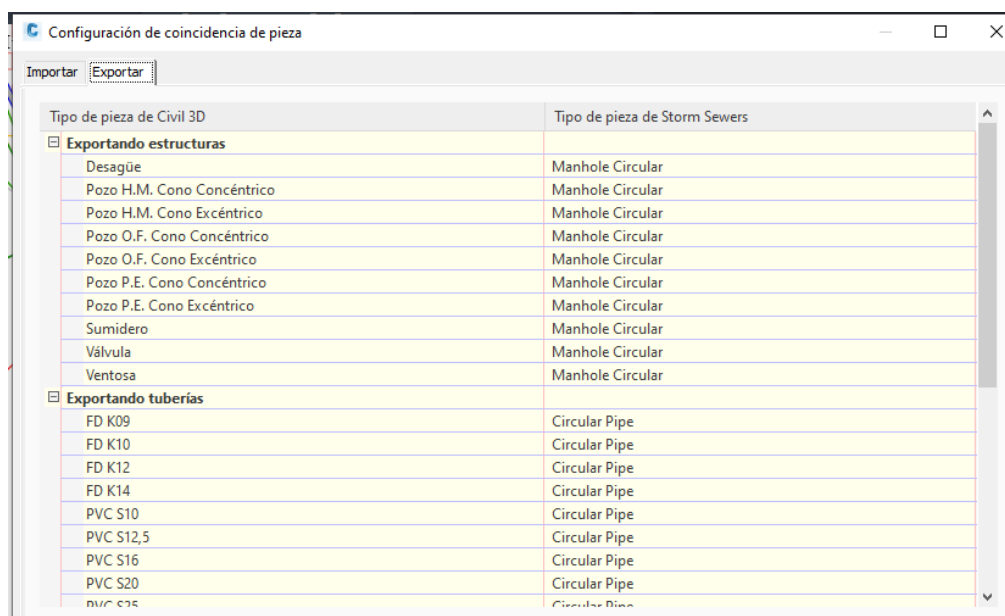 Configuración de coincidencia de pieza
Importar Exportar
Tipo de pieza de Civil 3D Tipo de pieza de Storm Sewers
Exportando estructuras
Desagüe Manhole Circular
Pozo H.M. Cono Concéntrico Manhole Circular
Pozo H.M. Cono Excéntrico Manhole Circular
Pozo O.F. Cono Concéntrico Manhole Circular
Pozo O.F. Cono Excéntrico Manhole Circular
Pozo P.E. Cono Concéntrico Manhole Circular
Pozo P.E. Cono Excéntrico Manhole Circular
Sumidero Manhole Circular
Válvula Manhole Circular
Ventosa Manhole Circular
Exportando tuberías
FD K09 Circular Pipe
FD K10 Circular Pipe
FD K12 Circular Pipe
FD K14 Circular Pipe
PVC S10 Circular Pipe
PVC S12,5 Circular Pipe
PVC S16 Circular Pipe
PVC S20 Circular Pipe
PVC S25 Circular Pipe